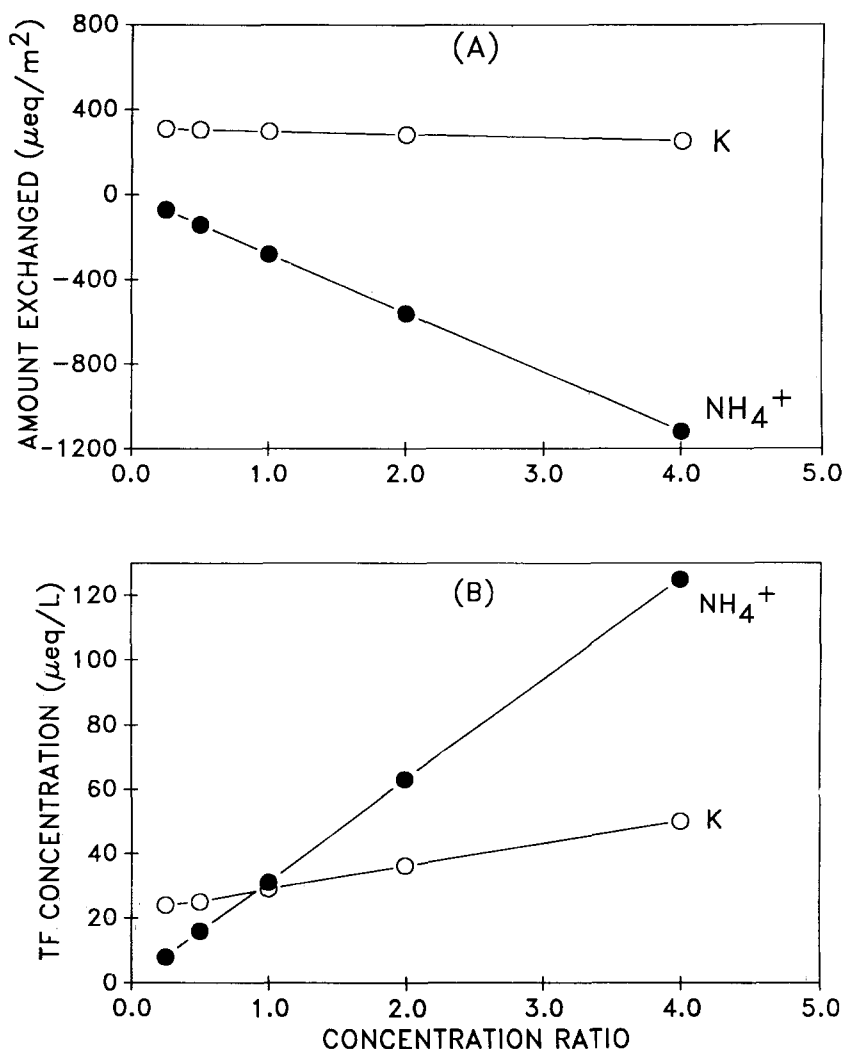 (A)
AMOUNT EXCHANGED (μeq/m²)
800
400
0
−400
−800
−1200
K
NH₄⁺
0.0 1.0 2.0 3.0 4.0 5.0
(B)
TF CONCENTRATION (μeq/L)
120
100
80
60
40
20
0
NH₄⁺
K
0.0 1.0 2.0 3.0 4.0 5.0
CONCENTRATION RATIO